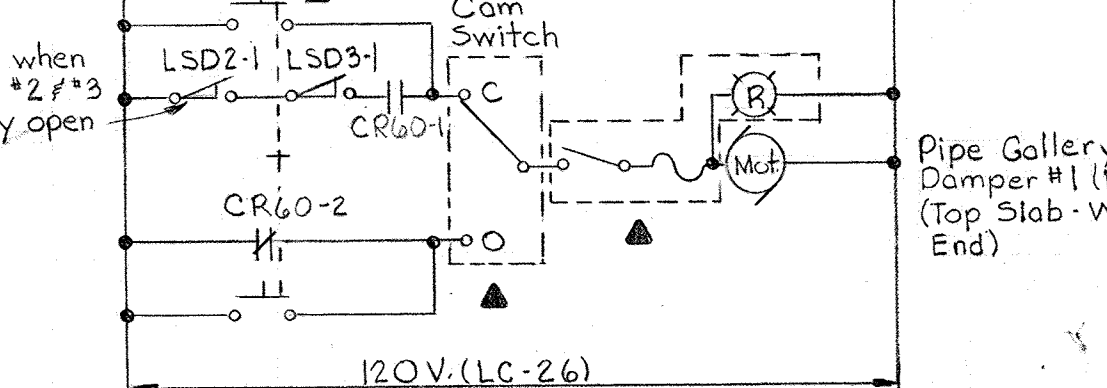 Cam
Switch
when
#2 & #3
y open
LSD2-1
LSD3-1
CR60-1
C
R
Mot.
Pipe Gallery
Damper #1 (
(Top Slab - W
End)
CR60-2
O
120V. (LC-26)